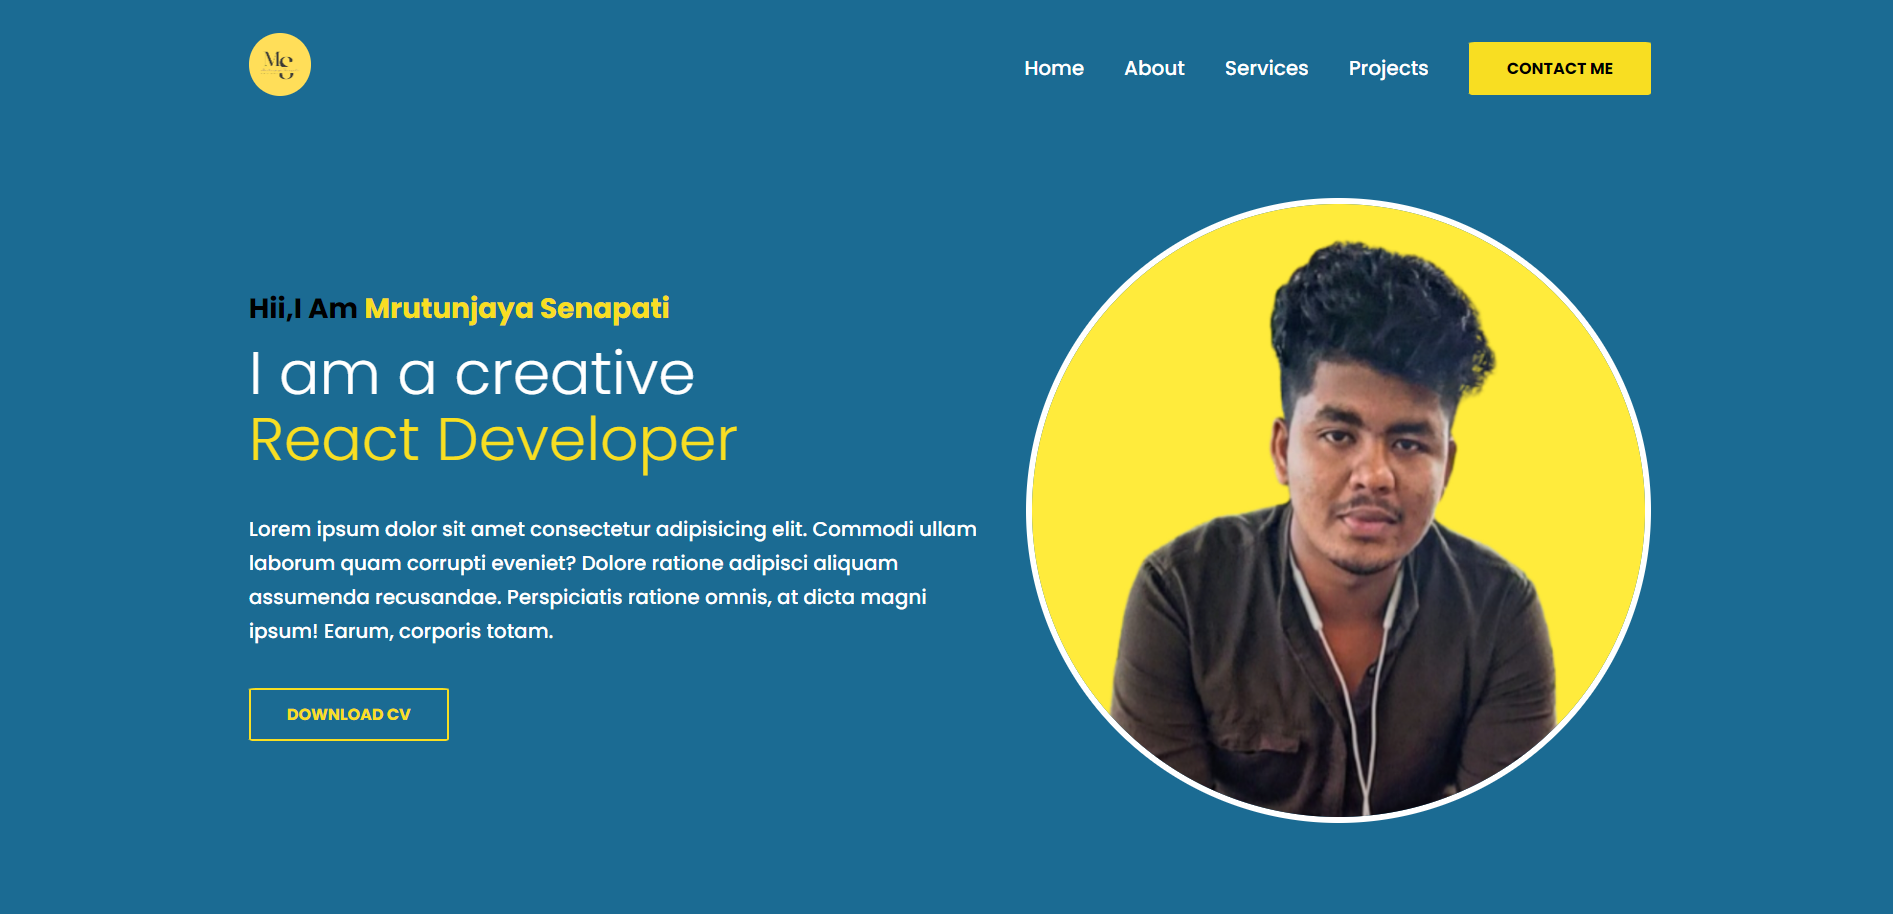 MS
Home About Services Projects CONTACT ME
Hii,I Am Mrutunjaya Senapati
I am a creative
React Developer
Lorem ipsum dolor sit amet consectetur adipisicing elit. Commodi ullam
laborum quam corrupti eveniet? Dolore ratione adipisci aliquam
assumenda recusandae. Perspiciatis ratione omnis, at dicta magni
ipsum! Earum, corporis totam.
DOWNLOAD CV